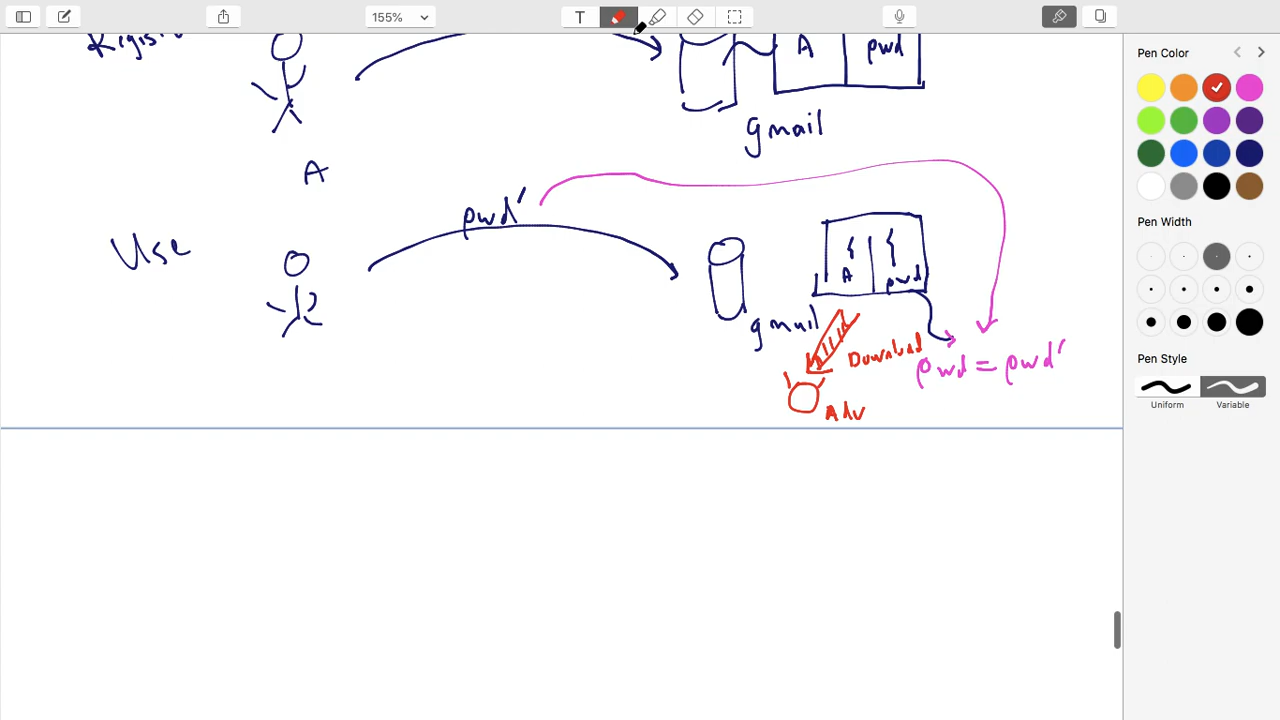 155%
T
A pwd
gmail
A
pwd'
Use
A pwd
gmail
Download
pwd = pwd'
Adv
Pen Color
Pen Width
Pen Style
Uniform Variable